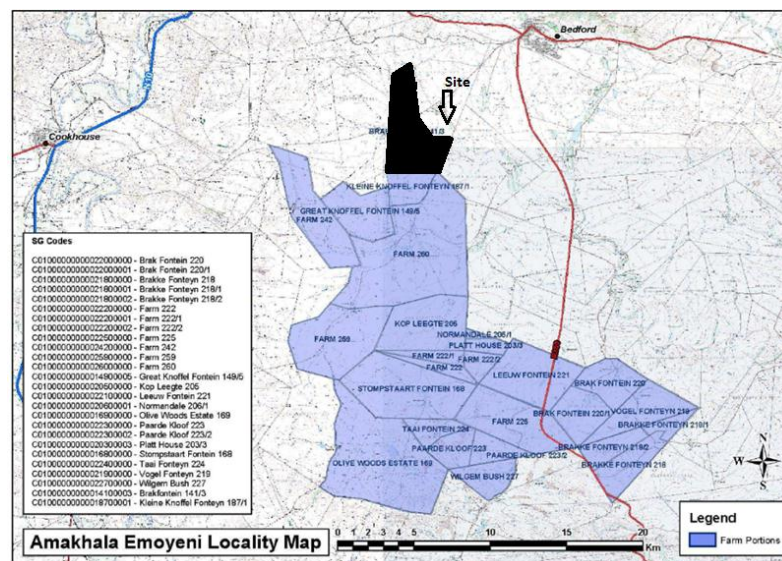 Bedford
Site
N10
Cookhouse
141/3
KLEINE KNOFFEL FONTEYN 187/1
GREAT KNOFFEL FONTEIN 149/5
FARM 242
FARM 260
SG Codes
C01000000000022000000 - Brak Fontein 220
C01000000000022000001 - Brak Fontein 220/1
C01000000000021800000 - Brakke Fonteyn 218
C01000000000021800001 - Brakke Fonteyn 218/1
C01000000000021800002 - Brakke Fonteyn 218/2
C01000000000022200000 - Farm 222
C01000000000022200001 - Farm 222/1
C01000000000022200002 - Farm 222/2
C01000000000022500000 - Farm 225
C01000000000024200000 - Farm 242
C01000000000025900000 - Farm 259
C01000000000026000000 - Farm 260
C01000000000014900005 - Great Knoffel Fontein 149/5
C01000000000020500000 - Kop Leegte 205
C01000000000022100000 - Leeuw Fontein 221
C01000000000020600001 - Normendale 206/1
C01000000000016900000 - Olive Woods Estate 169
C01000000000022300000 - Paarde Kloof 223
C01000000000022300002 - Paarde Kloof 223/2
C01000000000020300003 - Platt House 203/3
C01000000000016800000 - Stompstaart Fontein 168
C01000000000022400000 - Taai Fonteyn 224
C01000000000021900000 - Vogel Fonteyn 219
C01000000000022700000 - Wilgem Bush 227
C01000000000014100003 - Brakfontein 141/3
C01000000000018700001 - Kleine Knoffel Fonteyn 187/1
KOP LEEGTE 205
NORMANDALE 206/1
FARM 259
PLATT HOUSE 203/3
FARM 222/1
FARM 222/2
FARM 222
LEEUW FONTEIN 221
STOMPSTAART FONTEIN 168
BRAK FONTEIN 220
BRAK FONTEIN 220/1
VOGEL FONTEYN 219
FARM 225
BRAKKE FONTEYN 218/1
TAAI FONTEIN 224
PAARDE KLOOF 223
BRAKKE FONTEYN 218/2
PAARDE KLOOF 223/2
OLIVE WOODS ESTATE 169
BRAKKE FONTEYN 218
WILGEM BUSH 227
N
W E
S
Amakhala Emoyeni Locality Map
0 1 2 3 4 5 10 15 20
Km
Legend
Farm Portions